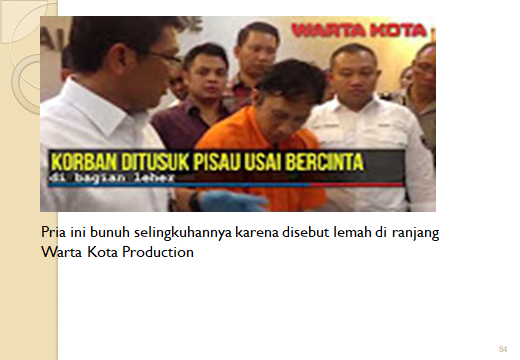 WARTA KOTA
KORBAN DITUSUK PISAU USAI BERCINTA
di bagian leher
Pria ini bunuh selingkuhannya karena disebut lemah di ranjang
Warta Kota Production
84